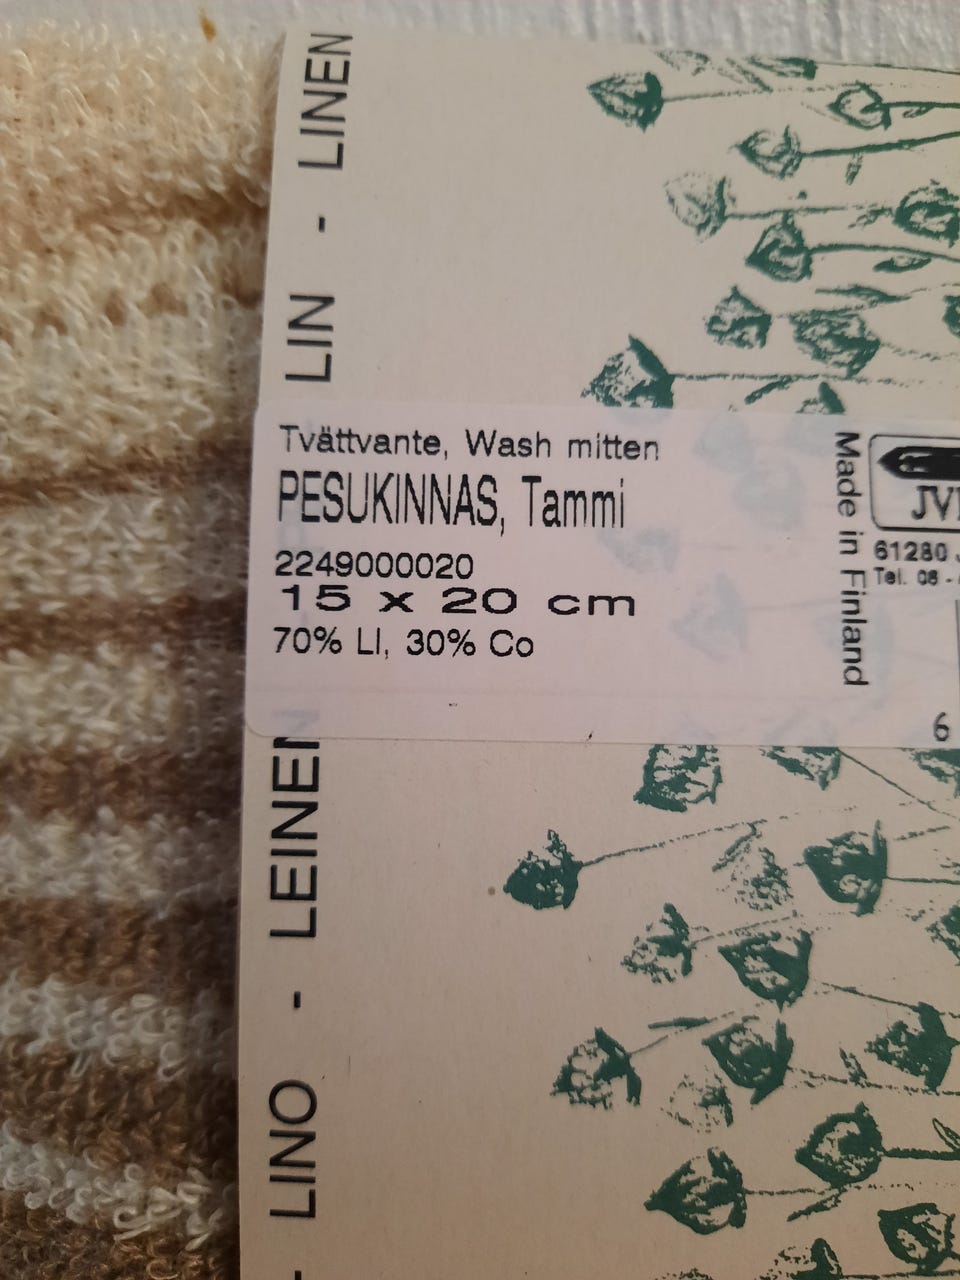 LINO - LEINEN LIN - LINEN
Tvättvante, Wash mitten
PESUKINNAS, Tammi
2249000020
15 x 20 cm
70% LI, 30% Co
Made in Finland
61280
Tel. 06 -
6